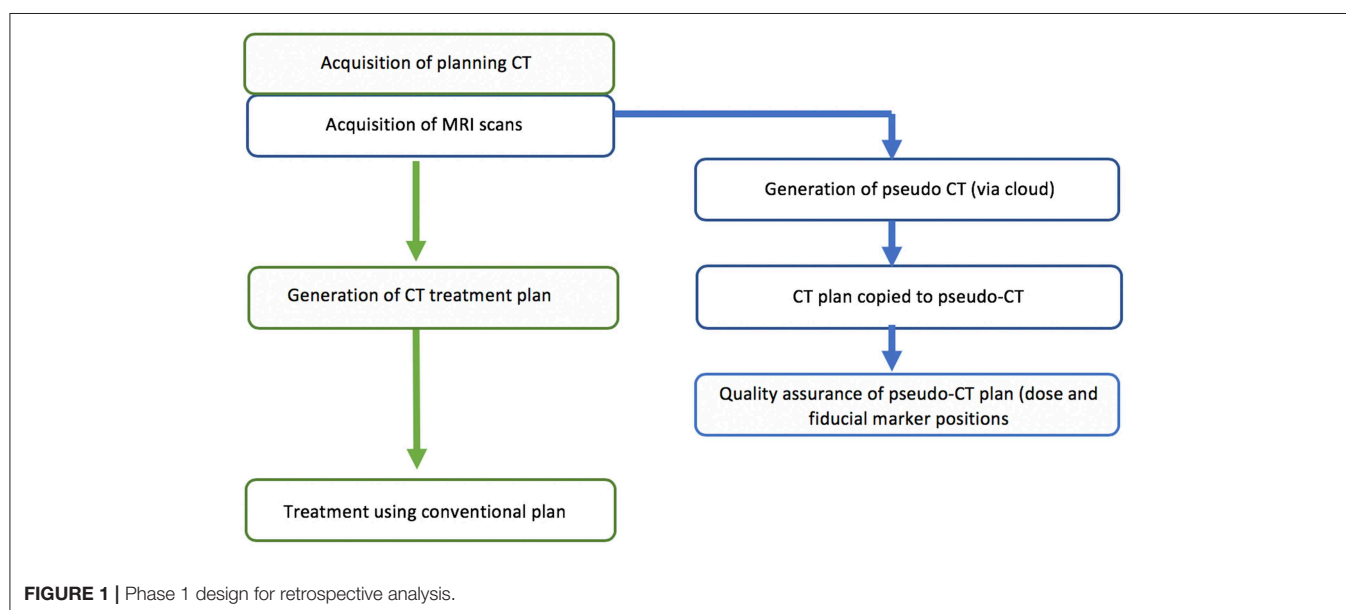 Acquisition of planning CT
Acquisition of MRI scans
Generation of pseudo CT (via cloud)
Generation of CT treatment plan
CT plan copied to pseudo-CT
Quality assurance of pseudo-CT plan (dose and
fiducial marker positions
Treatment using conventional plan
FIGURE 1 | Phase 1 design for retrospective analysis.